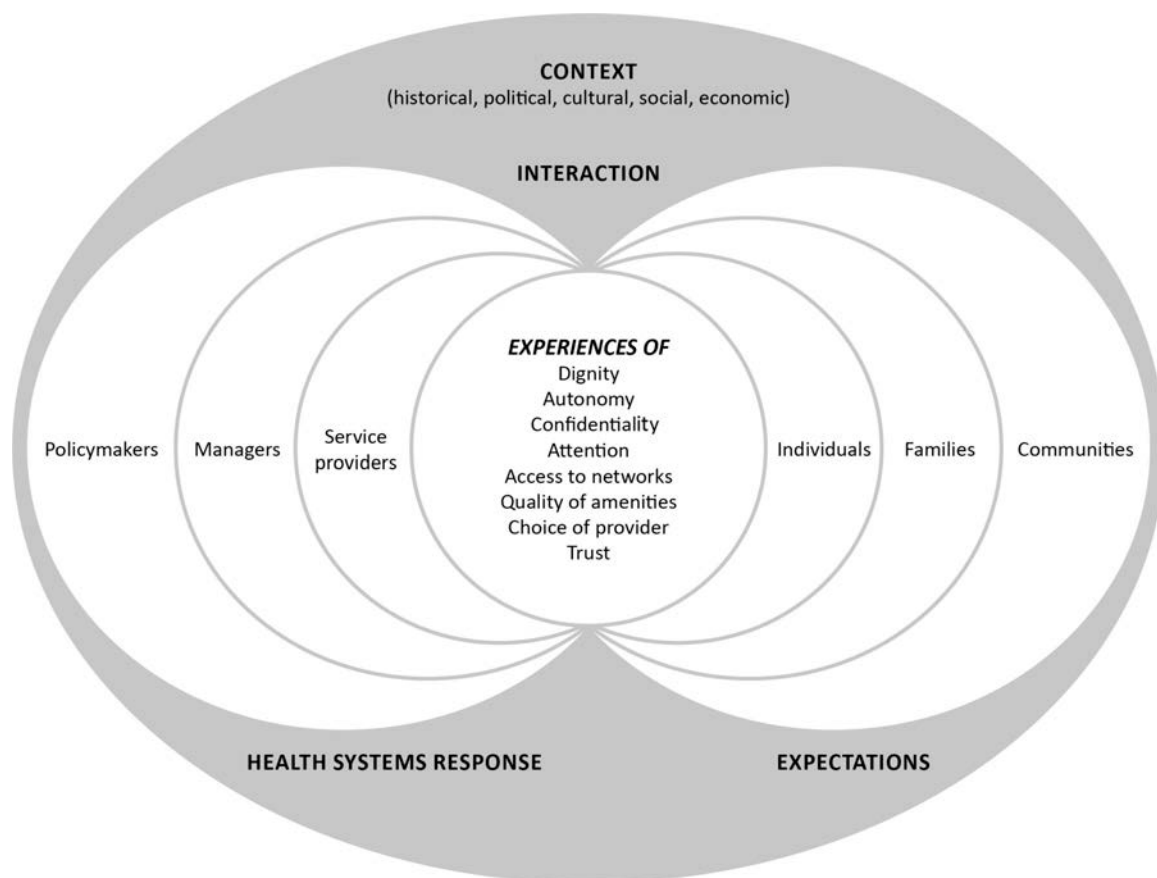 CONTEXT
(historical, political, cultural, social, economic)
INTERACTION
EXPERIENCES OF
Dignity
Autonomy
Confidentiality
Attention
Access to networks
Quality of amenities
Choice of provider
Trust
Policymakers
Managers
Service
providers
Individuals
Families
Communities
HEALTH SYSTEMS RESPONSE
EXPECTATIONS